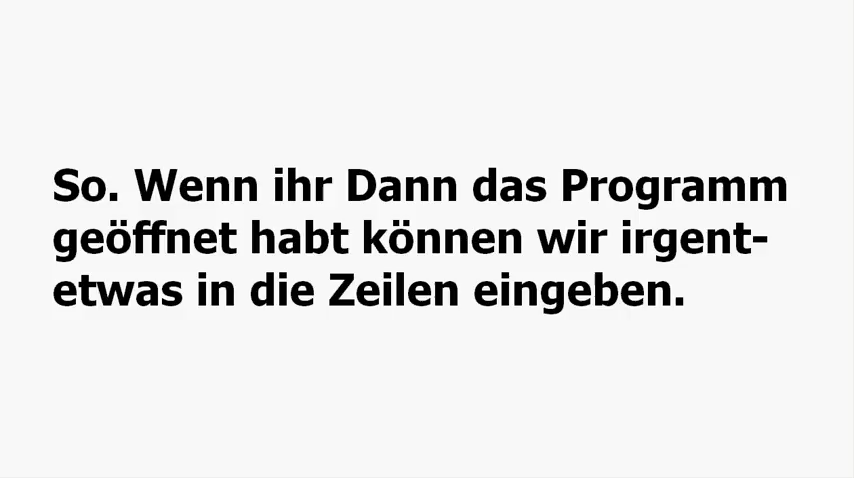 So. Wenn ihr Dann das Programm
geöffnet habt können wir irgent-
etwas in die Zeilen eingeben.